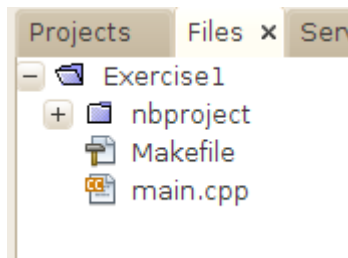 Projects Files × Serv
Exercise1
nbproject
Makefile
main.cpp